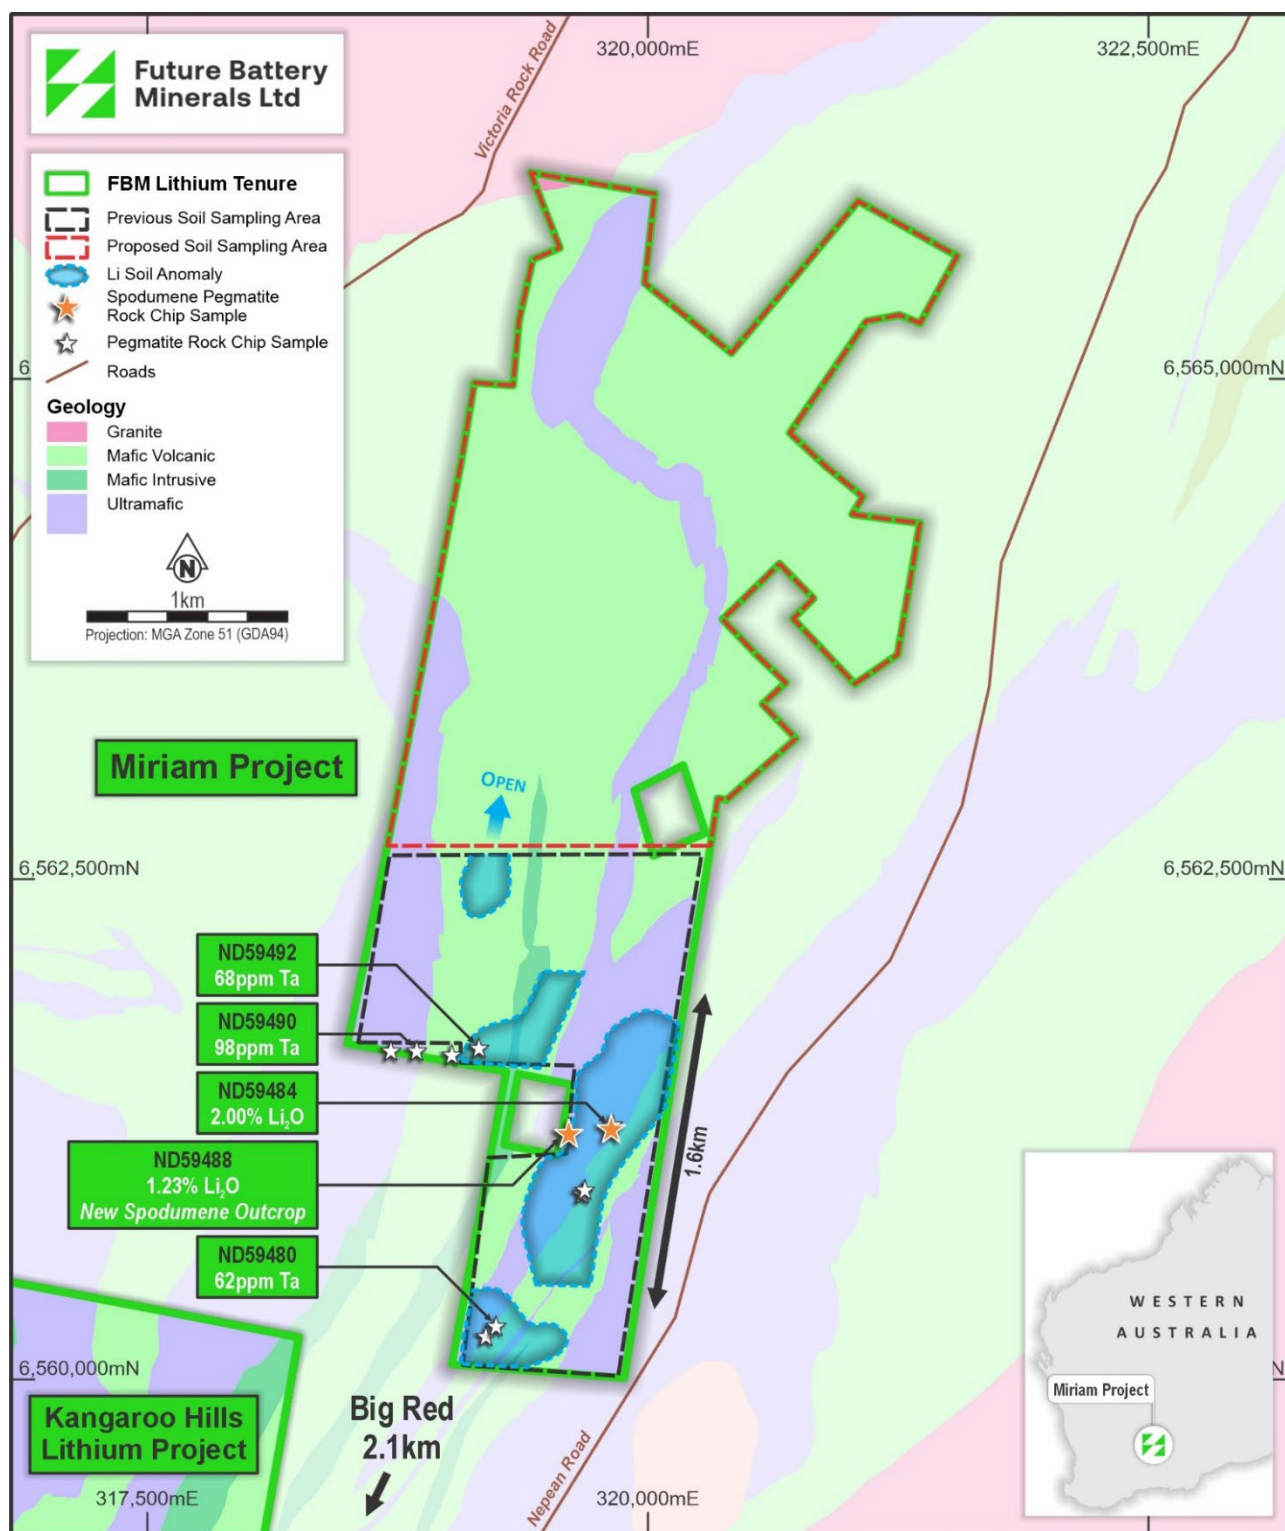 Future Battery
Minerals Ltd
FBM Lithium Tenure
Previous Soil Sampling Area
Proposed Soil Sampling Area
Li Soil Anomaly
Spodumene Pegmatite
Rock Chip Sample
Pegmatite Rock Chip Sample
Roads
Geology
Granite
Mafic Volcanic
Mafic Intrusive
Ultramafic
N
1km
Projection: MGA Zone 51 (GDA94)
320,000mE
322,500mE
Victoria Rock Road
6
6,565,000mN
Miriam Project
OPEN
6,562,500mN
6,562,500mN
ND59492
68ppm Ta
ND59490
98ppm Ta
ND59484
2.00% Li₂O
ND59488
1.23% Li₂O
New Spodumene Outcrop
ND59480
62ppm Ta
1.6km
6,560,000mN
N
Kangaroo Hills
Lithium Project
Big Red
2.1km
Nepean Road
317,500mE
320,000mE
WESTERN
AUSTRALIA
Miriam Project